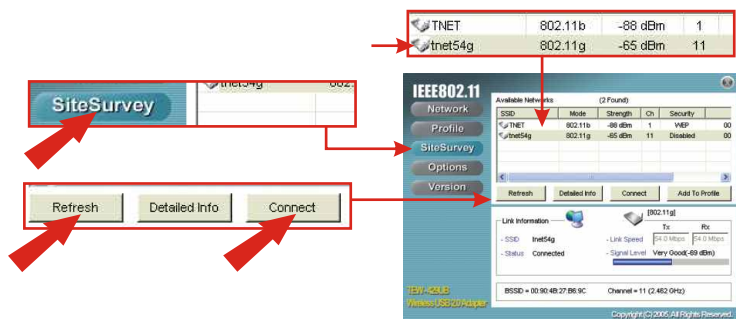 TNET 802.11b -88 dBm 1
tnet54g 802.11g -65 dBm 11
SiteSurvey
Refresh Detailed Info Connect
IEEE802.11
Network
Profile
SiteSurvey
Options
Version
Available Networks (2 Found)
SSID Mode Strength Ch Security
TNET 802.11b -88 dBm 1 WEP 00
tnet54g 802.11g -65 dBm 11 Disabled 00
Refresh Detailed Info Connect Add To Profile
Link Information
[802.11g]
Tx Rx
- SSID tnet54g - Link Speed 54.0 Mbps 54.0 Mbps
- Status Connected - Signal Level Very Good(-69 dBm)
BSSID = 00:90:4B:27:B6:9C Channel = 11 (2.462 GHz)
TEW-429UB
Wireless USB 2.0 Adapter
Copyright (C) 2005, All Rights Reserved.